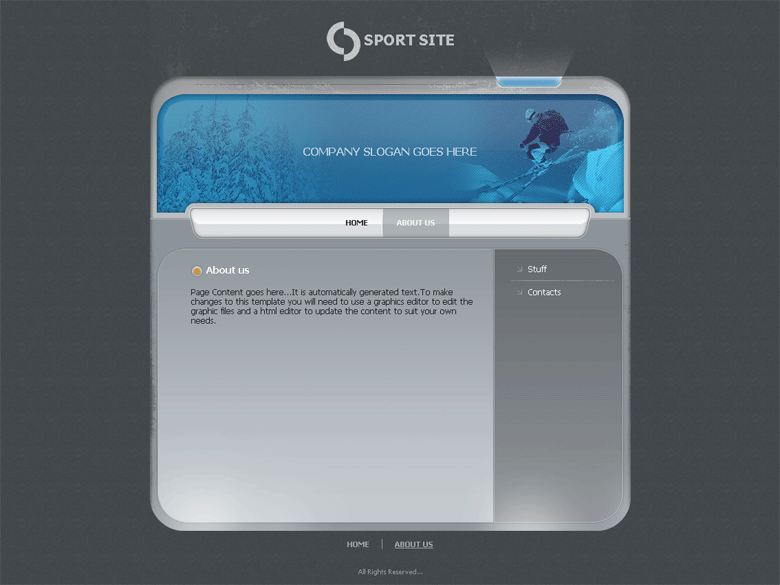 SPORT SITE
COMPANY SLOGAN GOES HERE
HOME ABOUT US
About us
Page Content goes here...It is automatically generated text.To make
changes to this template you will need to use a graphics editor to edit the
graphic files and a html editor to update the content to suit your own
needs.
Stuff
Contacts
HOME | ABOUT US
All Rights Reserved...